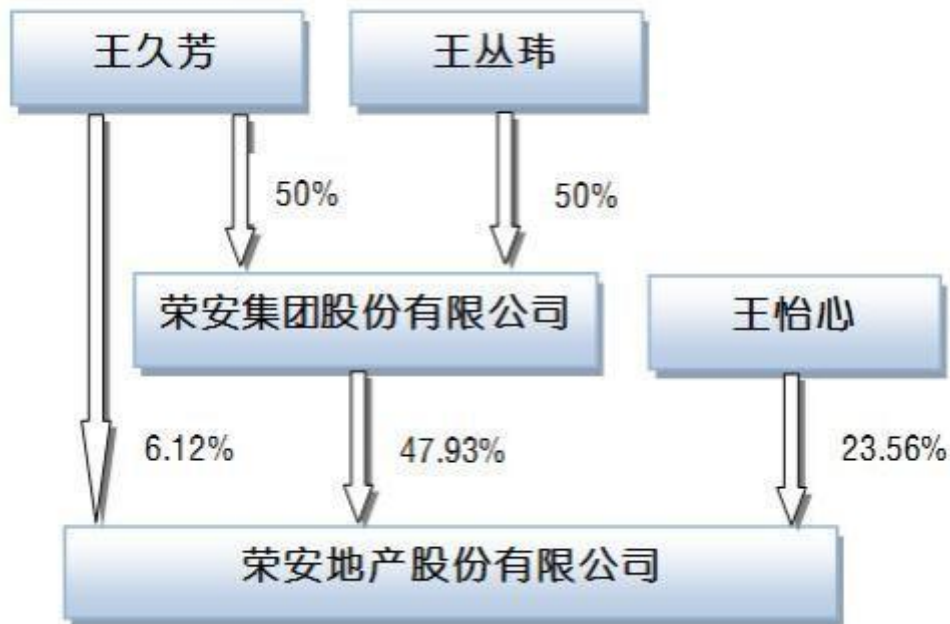 王久芳
王丛玮
50%
50%
荣安集团股份有限公司
王怡心
6.12%
47.93%
23.56%
荣安地产股份有限公司